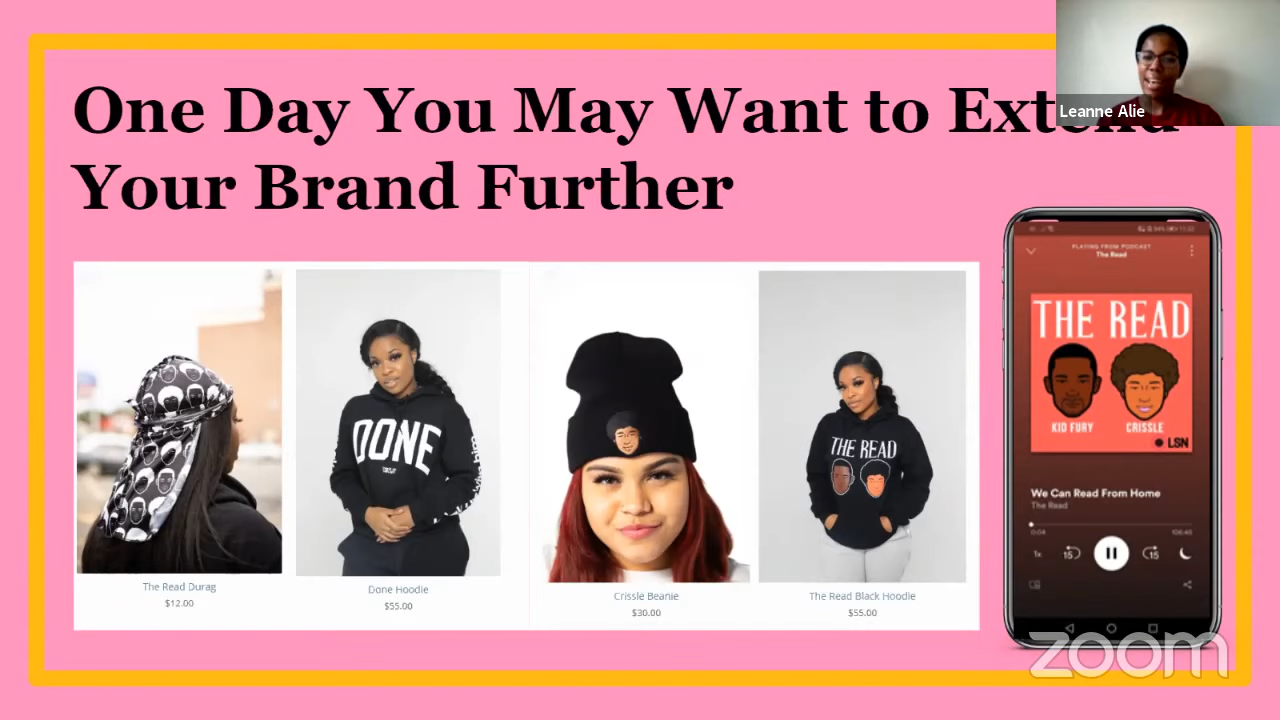 One Day You May Want to Extend
Your Brand Further
Leanne Alie
DONE
THE READ
The Read Durag
$12.00
Done Hoodie
$55.00
Crissle Beanie
$30.00
The Read Black Hoodie
$55.00
PLAYING FROM PODCAST
The Read
THE READ
KID FURY
CRISSLE
LSN
We Can Read From Home
The Read
0:04
1x
15
15
zoom